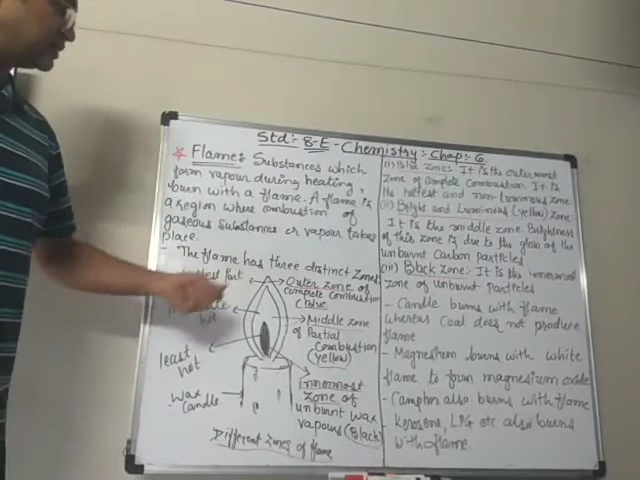 Std:- 8-E - Chemistry:- Chap:- 6
* Flame:- Substances which
form vapour during heating,
burn with a flame. A flame is
a region where combustion of
gaseous substances or vapour takes
place.
- The flame has three distinct zones
Hottest Part
Outer zone of
complete combustion
(blue)
hot
Middle zone
of Partial
Combustion
(yellow)
least
hot
Wax
Candle
Innermost
zone of
unburnt wax
vapours (Black)
Different zones of flame
(i) Blue zone:- It is the outermost
zone of complete combustion. It is
the hottest and non-luminous zone
(ii) Bright and Luminous (yellow) zone:
It is the middle zone. Brightness
of this zone is due to the glow of the
unburnt Carbon particles.
(iii) Black zone:- It is the innermost
zone of unburnt particles
- Candle burns with flame
whereas coal does not produce
flame
- Magnesium burns with white
flame to form magnesium oxide
- Camphor also burns with flame
- Kerosene, LPG etc also burns
with flame.